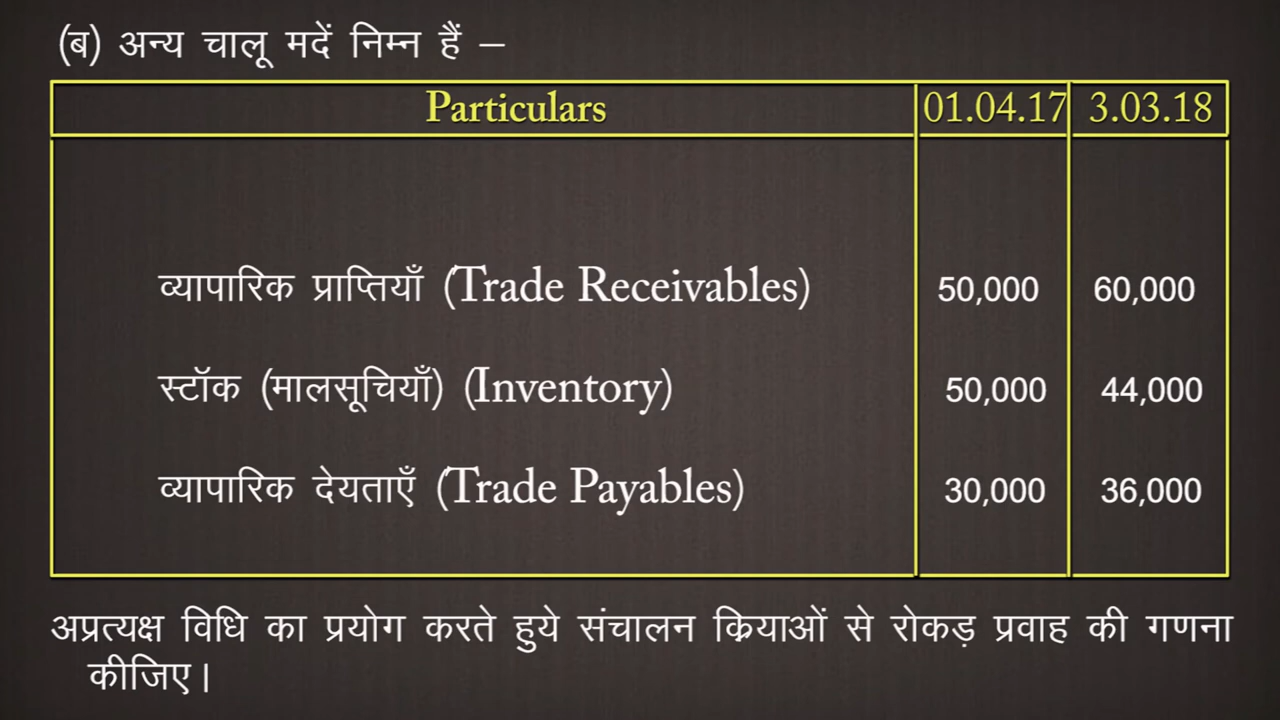 (ब) अन्य चालू मदें निम्न हैं –
Particulars 01.04.17 3.03.18
व्यापारिक प्राप्तियाँ (Trade Receivables) 50,000 60,000
स्टॉक (मालसूचियाँ) (Inventory) 50,000 44,000
व्यापारिक देयताएँ (Trade Payables) 30,000 36,000
अप्रत्यक्ष विधि का प्रयोग करते हुये संचालन क्रियाओं से रोकड़ प्रवाह की गणना
कीजिए।